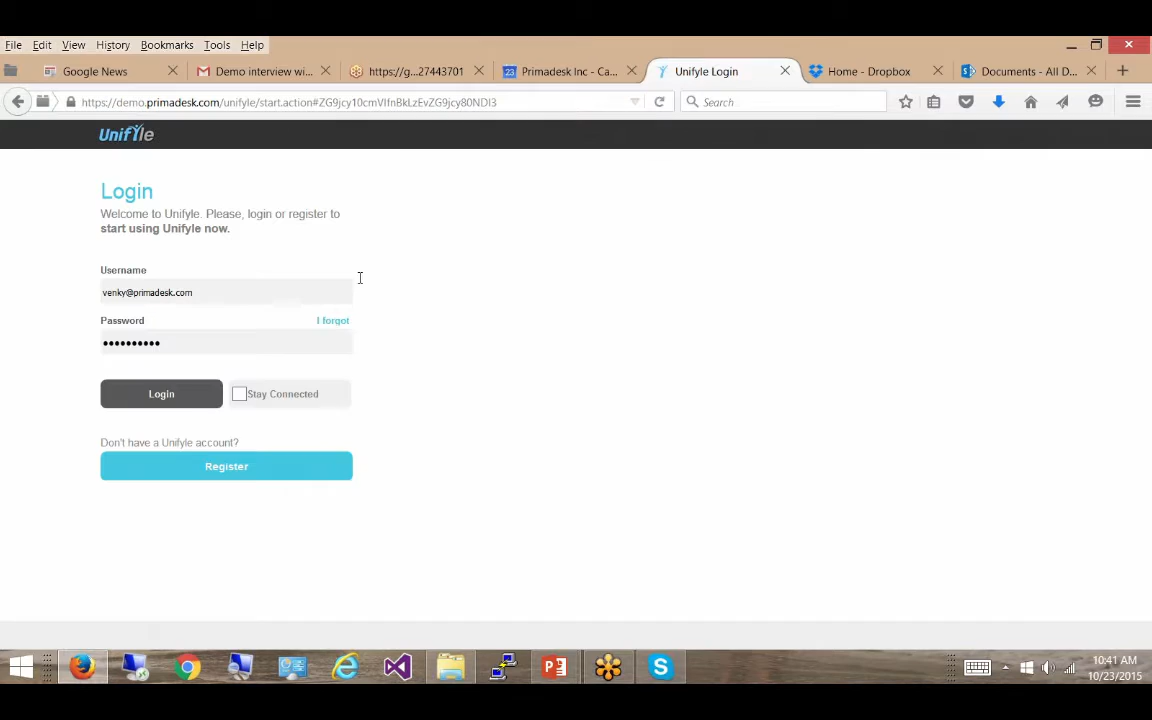 File Edit View History Bookmarks Tools Help
Google News
Demo interview wi...
https://g...27443701
23 Primadesk Inc - Ca...
Unifyle Login
Home - Dropbox
Documents - All D...
https://demo.primadesk.com/unifyle/start.action#ZG9jcy10cmVlfnBkLzEvZG9jcy80NDI3
Search
Unifyle
Login
Welcome to Unifyle. Please, login or register to
start using Unifyle now.
Username
venky@primadesk.com
Password I forgot
••••••••••
Login Stay Connected
Don't have a Unifyle account?
Register
10:41 AM
10/23/2015